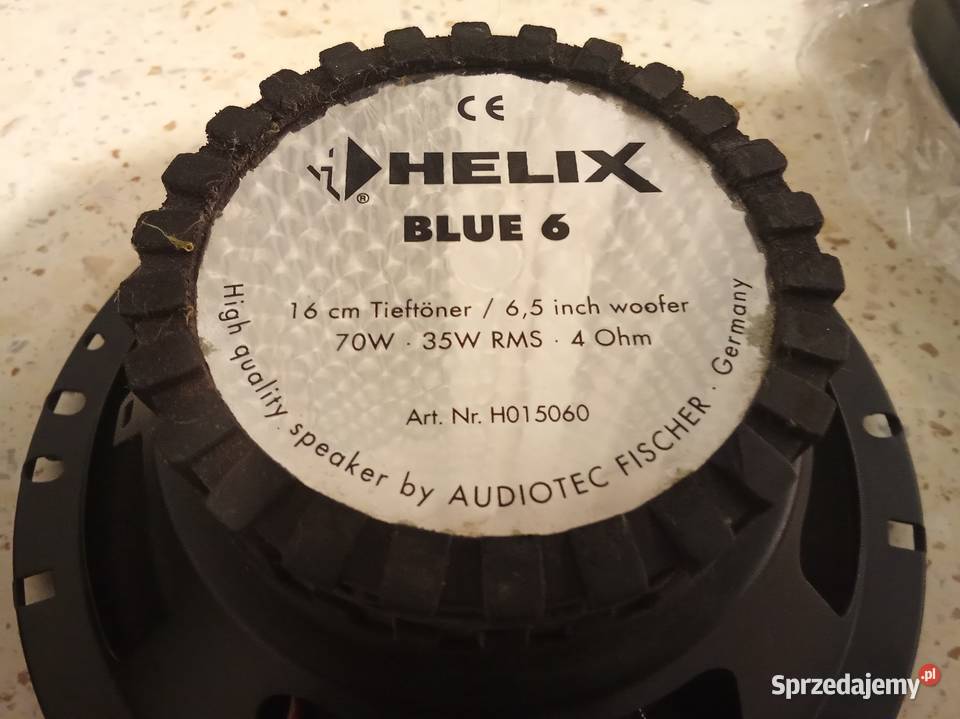 CE
HELIX
®
BLUE 6
16 cm Tieftöner / 6,5 inch woofer
70W · 35W RMS · 4 Ohm
Art. Nr. H015060
High quality speaker by AUDIOTEC FISCHER · Germany
Sprzedajemy.pl